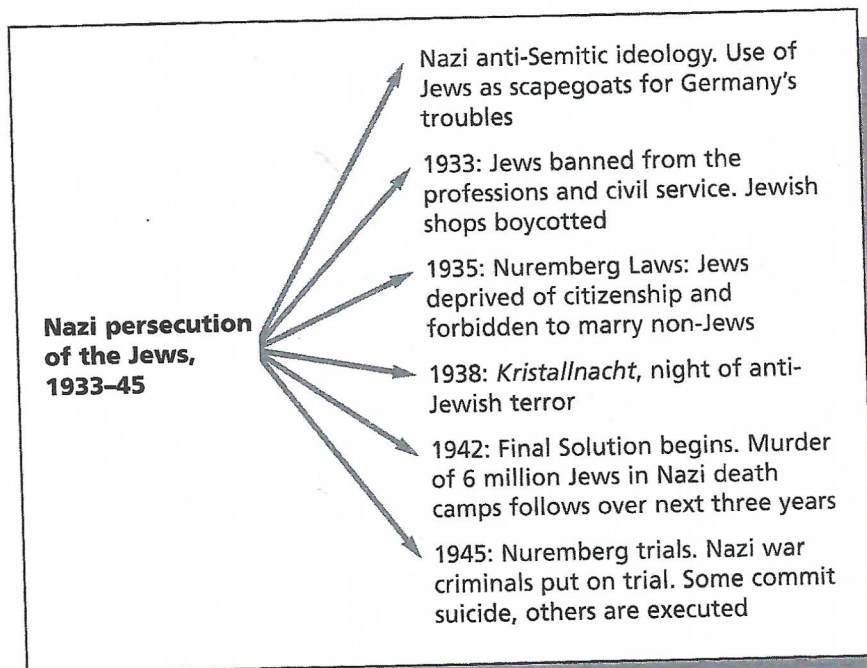 Nazi anti-Semitic ideology. Use of
Jews as scapegoats for Germany's
troubles
1933: Jews banned from the
professions and civil service. Jewish
shops boycotted
1935: Nuremberg Laws: Jews
deprived of citizenship and
forbidden to marry non-Jews
Nazi persecution
of the Jews,
1933–45
1938: Kristallnacht, night of anti-
Jewish terror
1942: Final Solution begins. Murder
of 6 million Jews in Nazi death
camps follows over next three years
1945: Nuremberg trials. Nazi war
criminals put on trial. Some commit
suicide, others are executed